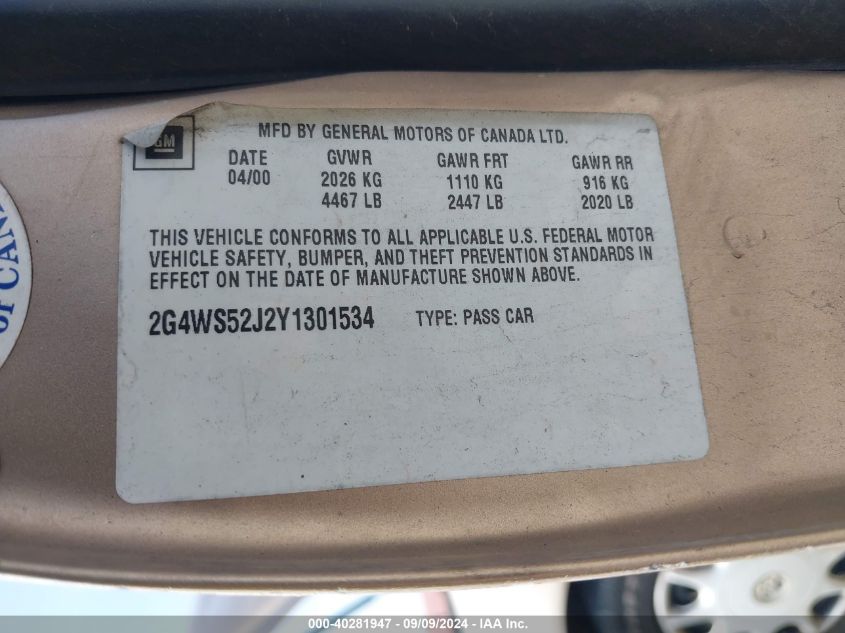 GM
MFD BY GENERAL MOTORS OF CANADA LTD.
DATE GVWR GAWR FRT GAWR RR
04/00 2026 KG 1110 KG 916 KG
4467 LB 2447 LB 2020 LB
THIS VEHICLE CONFORMS TO ALL APPLICABLE U.S. FEDERAL MOTOR
VEHICLE SAFETY, BUMPER, AND THEFT PREVENTION STANDARDS IN
EFFECT ON THE DATE OF MANUFACTURE SHOWN ABOVE.
2G4WS52J2Y1301534 TYPE: PASS CAR
OF CAN
000-40281947 - 09/09/2024 - IAA Inc.